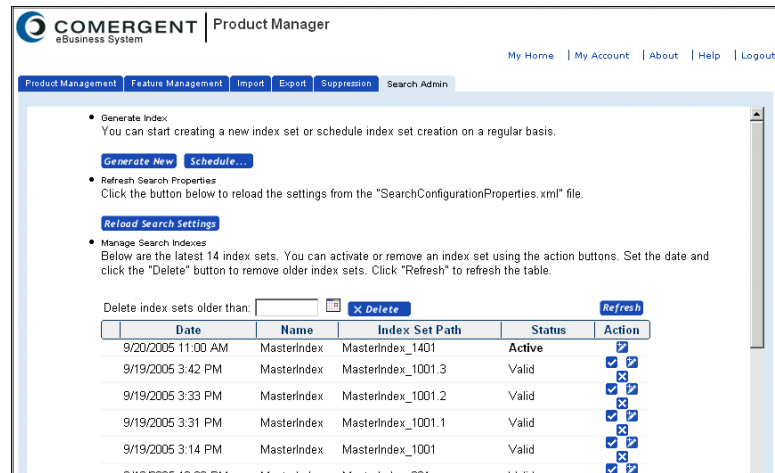 COMERGENT
eBusiness System
Product Manager
My Home | My Account | About | Help | Logout
Product Management Feature Management Import Export Suppression Search Admin
• Generate Index
You can start creating a new index set or schedule index set creation on a regular basis.
Generate New Schedule...
• Refresh Search Properties
Click the button below to reload the settings from the "SearchConfigurationProperties.xml" file.
Reload Search Settings
• Manage Search Indexes
Below are the latest 14 index sets. You can activate or remove an index set using the action buttons. Set the date and
click the "Delete" button to remove older index sets. Click "Refresh" to refresh the table.
Delete index sets older than: X Delete Refresh
Date Name Index Set Path Status Action
9/20/2005 11:00 AM MasterIndex MasterIndex_1401 Active
9/19/2005 3:42 PM MasterIndex MasterIndex_1001.3 Valid
9/19/2005 3:33 PM MasterIndex MasterIndex_1001.2 Valid
9/19/2005 3:31 PM MasterIndex MasterIndex_1001.1 Valid
9/19/2005 3:14 PM MasterIndex MasterIndex_1001 Valid